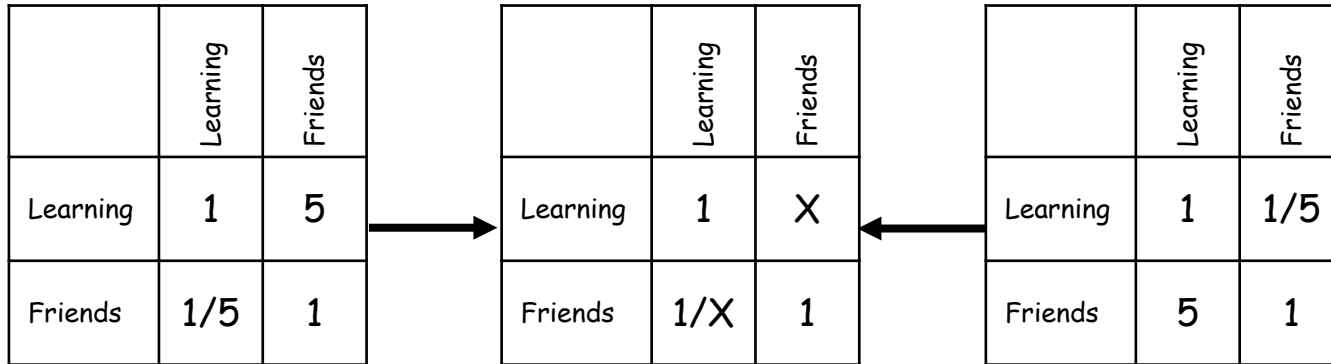 Learning Friends
Learning 1 5
Friends 1/5 1
Learning Friends
Learning 1 X
Friends 1/X 1
Learning Friends
Learning 1 1/5
Friends 5 1